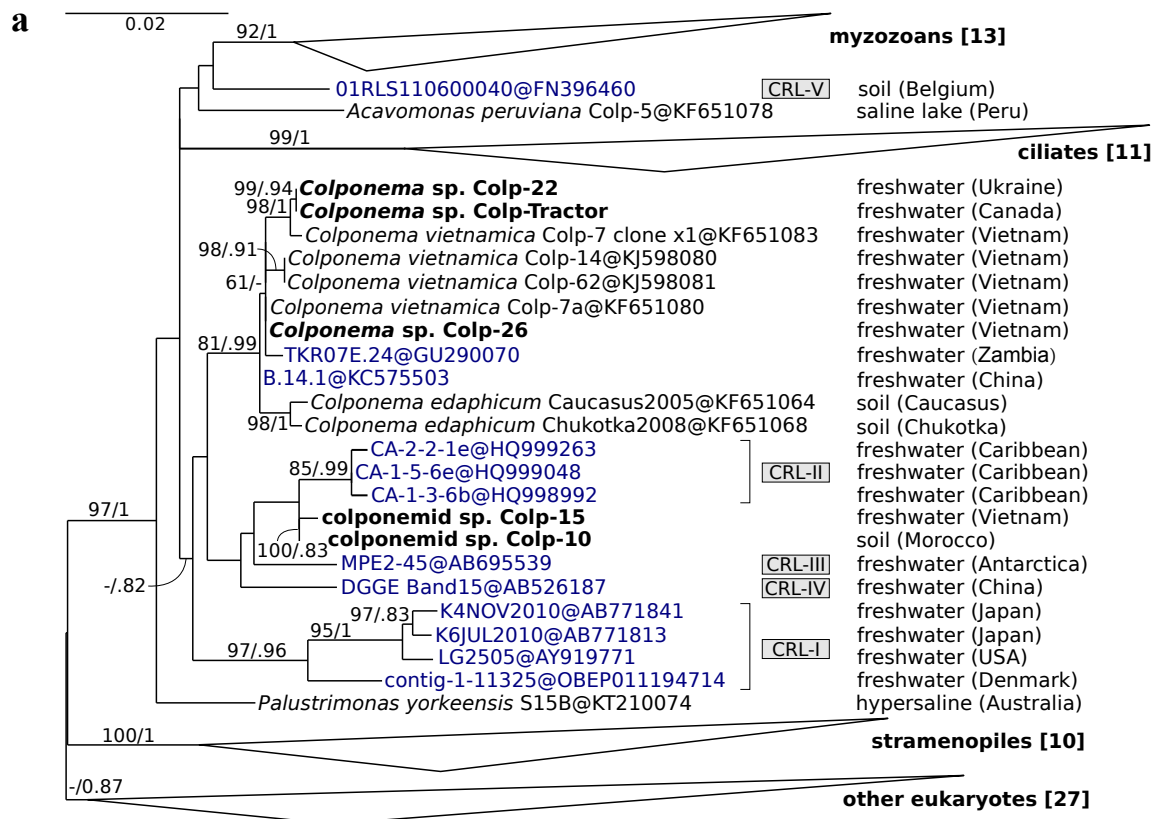 a
0.02
92/1
myzozoans [13]
01RLS110600040@FN396460 CRL-V soil (Belgium)
Acavomonas peruviana Colp-5@KF651078 saline lake (Peru)
99/1
ciliates [11]
99/.94 Colponema sp. Colp-22 freshwater (Ukraine)
98/1 Colponema sp. Colp-Tractor freshwater (Canada)
Colponema vietnamica Colp-7 clone x1@KF651083 freshwater (Vietnam)
98/.91 Colponema vietnamica Colp-14@KJ598080 freshwater (Vietnam)
61/- Colponema vietnamica Colp-62@KJ598081 freshwater (Vietnam)
Colponema vietnamica Colp-7a@KF651080 freshwater (Vietnam)
Colponema sp. Colp-26 freshwater (Vietnam)
81/.99 TKR07E.24@GU290070 freshwater (Zambia)
B.14.1@KC575503 freshwater (China)
Colponema edaphicum Caucasus2005@KF651064 soil (Caucasus)
98/1 Colponema edaphicum Chukotka2008@KF651068 soil (Chukotka)
CA-2-2-1e@HQ999263 freshwater (Caribbean)
85/.99 CA-1-5-6e@HQ999048 CRL-II freshwater (Caribbean)
CA-1-3-6b@HQ998992 freshwater (Caribbean)
97/1 colponemid sp. Colp-15 freshwater (Vietnam)
100/.83 colponemid sp. Colp-10 soil (Morocco)
MPE2-45@AB695539 CRL-III freshwater (Antarctica)
-/.82 DGGE Band15@AB526187 CRL-IV freshwater (China)
97/.83 K4NOV2010@AB771841 freshwater (Japan)
95/1 K6JUL2010@AB771813 freshwater (Japan)
97/.96 LG2505@AY919771 CRL-I freshwater (USA)
contig-1-11325@OBEP011194714 freshwater (Denmark)
Palustrimonas yorkeensis S15B@KT210074 hypersaline (Australia)
100/1
stramenopiles [10]
-/0.87
other eukaryotes [27]